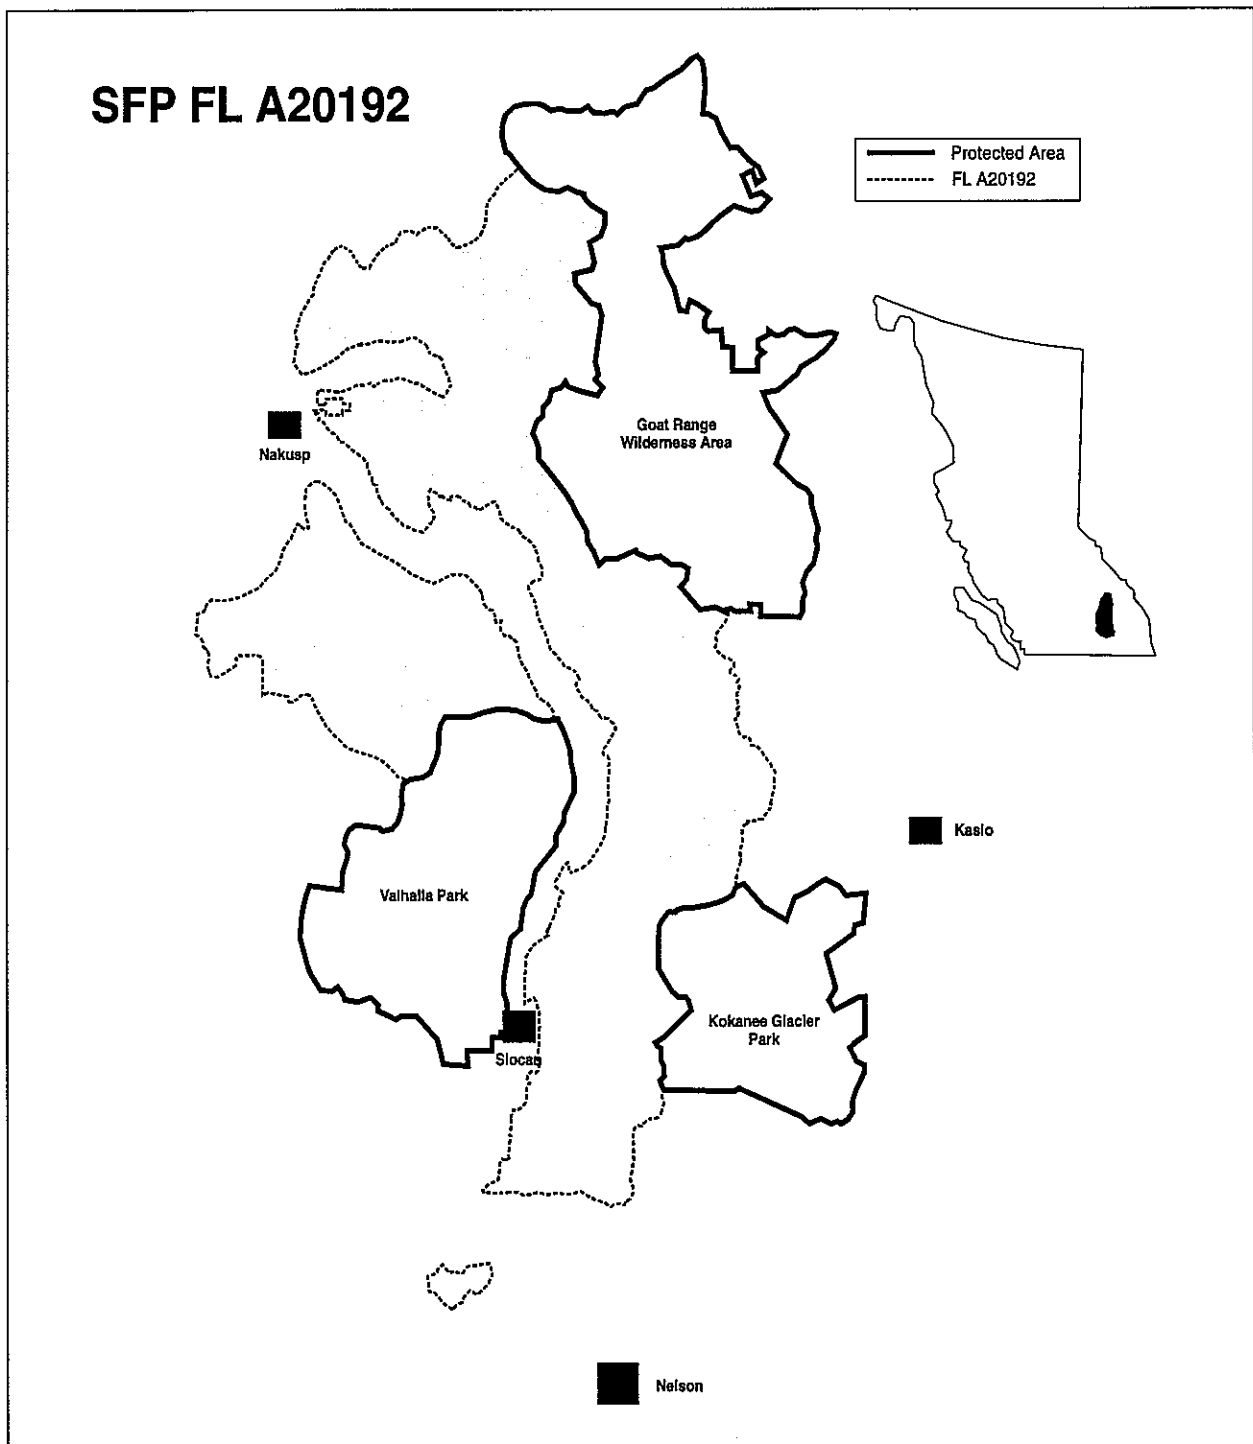 SFP FL A20192
Protected Area
FL A20192
Goat Range
Wilderness Area
Nakusp
Kaslo
Valhalla Park
Kokanee Glacier
Park
Slocan
Nelson